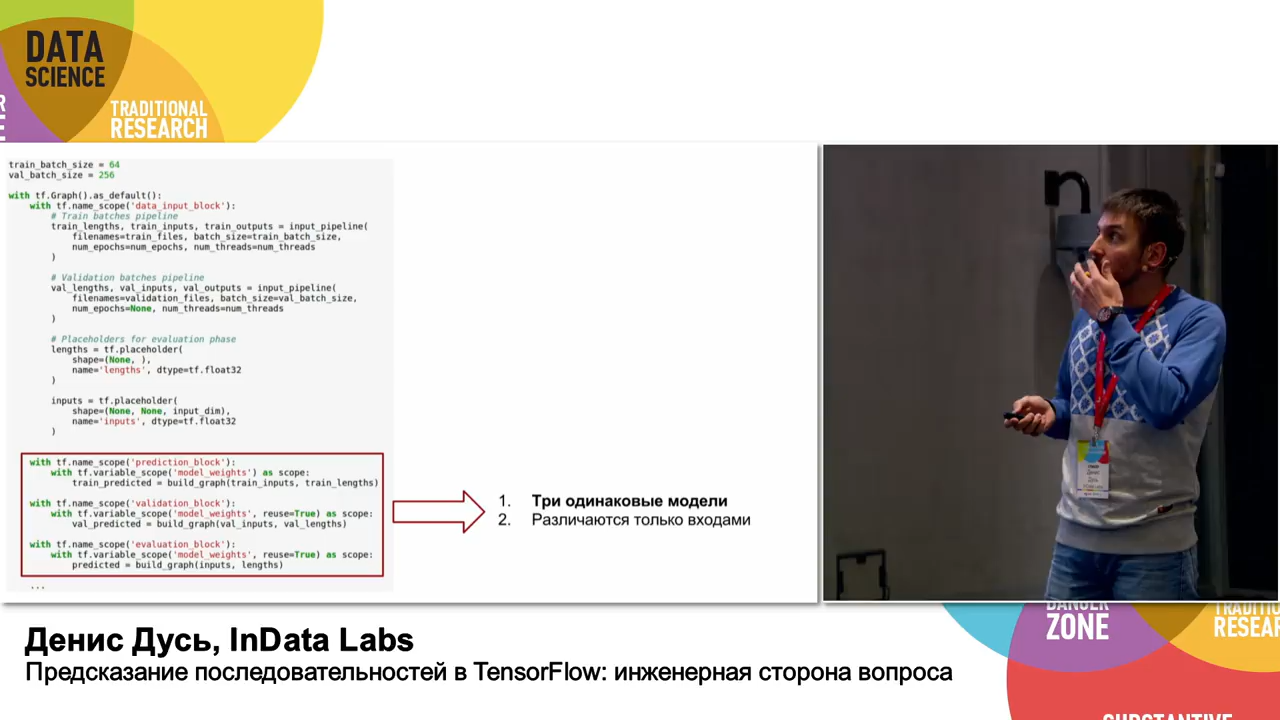 DATA
SCIENCE
TRADITIONAL
RESEARCH
train_batch_size = 64
val_batch_size = 256
with tf.Graph().as_default():
with tf.name_scope('data_input_block'):
# Train batches pipeline
train_lengths, train_inputs, train_outputs = input_pipeline(
filenames=train_files, batch_size=train_batch_size,
num_epochs=num_epochs, num_threads=num_threads
)
# Validation batches pipeline
val_lengths, val_inputs, val_outputs = input_pipeline(
filenames=validation_files, batch_size=val_batch_size,
num_epochs=None, num_threads=num_threads
)
# Placeholders for evaluation phase
lengths = tf.placeholder(
shape=(None, ),
name='lengths', dtype=tf.float32
)
inputs = tf.placeholder(
shape=(None, None, input_dim),
name='inputs', dtype=tf.float32
)
with tf.name_scope('prediction_block'):
with tf.variable_scope('model_weights') as scope:
train_predicted = build_graph(train_inputs, train_lengths)
with tf.name_scope('validation_block'):
with tf.variable_scope('model_weights', reuse=True) as scope:
val_predicted = build_graph(val_inputs, val_lengths)
with tf.name_scope('evaluation_block'):
with tf.variable_scope('model_weights', reuse=True) as scope:
predicted = build_graph(inputs, lengths)
...
1. Три одинаковые модели
2. Различаются только входами
DANGER
ZONE
Денис Дусь, InData Labs
Предсказание последовательностей в TensorFlow: инженерная сторона вопроса